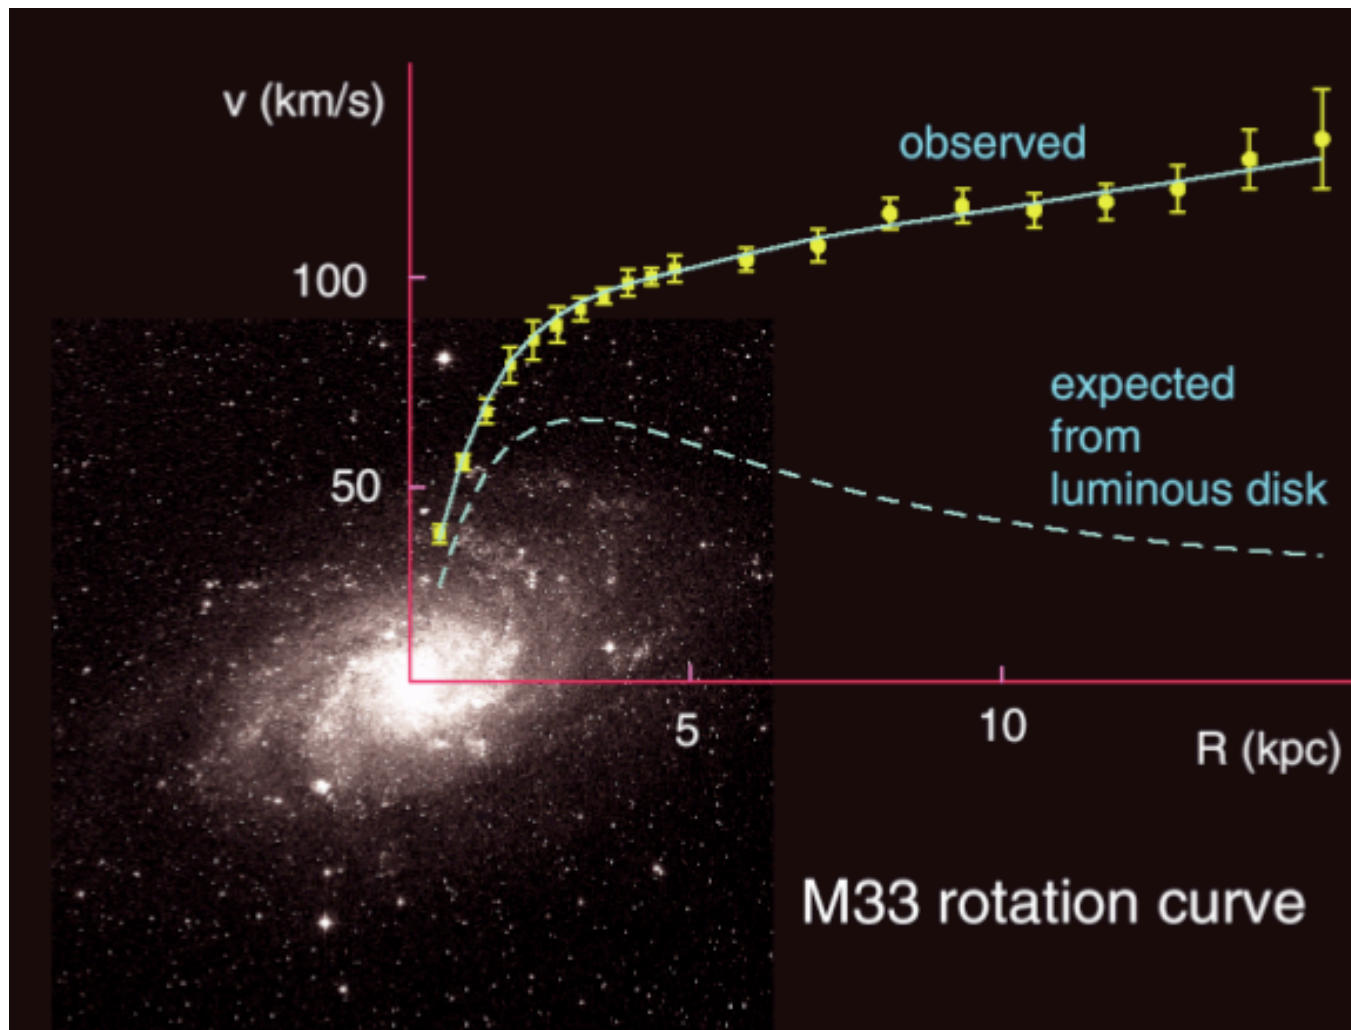 v (km/s)
observed
100
expected
from
luminous disk
50
5
10
R (kpc)
M33 rotation curve